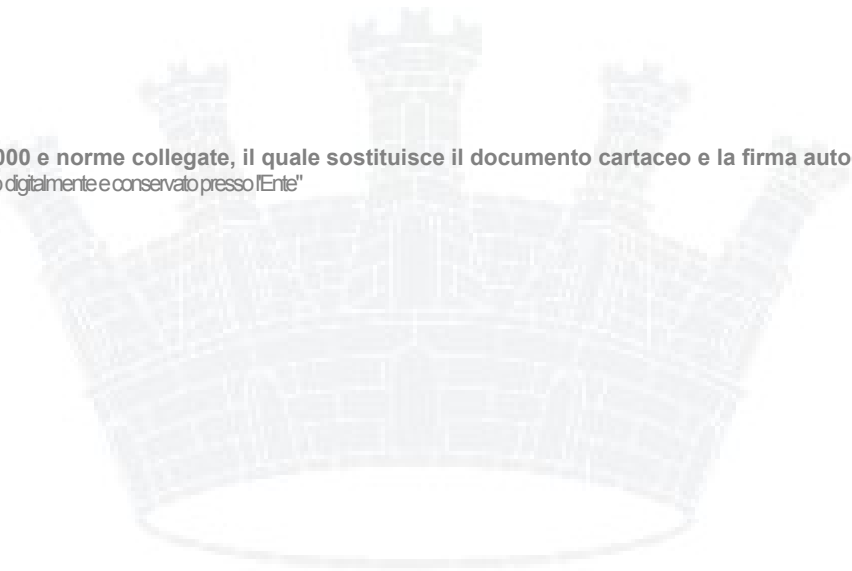 000 e norme collegate, il quale sostituisce il documento cartaceo e la firma auto
o digitalmente e conservato presso l'Ente"